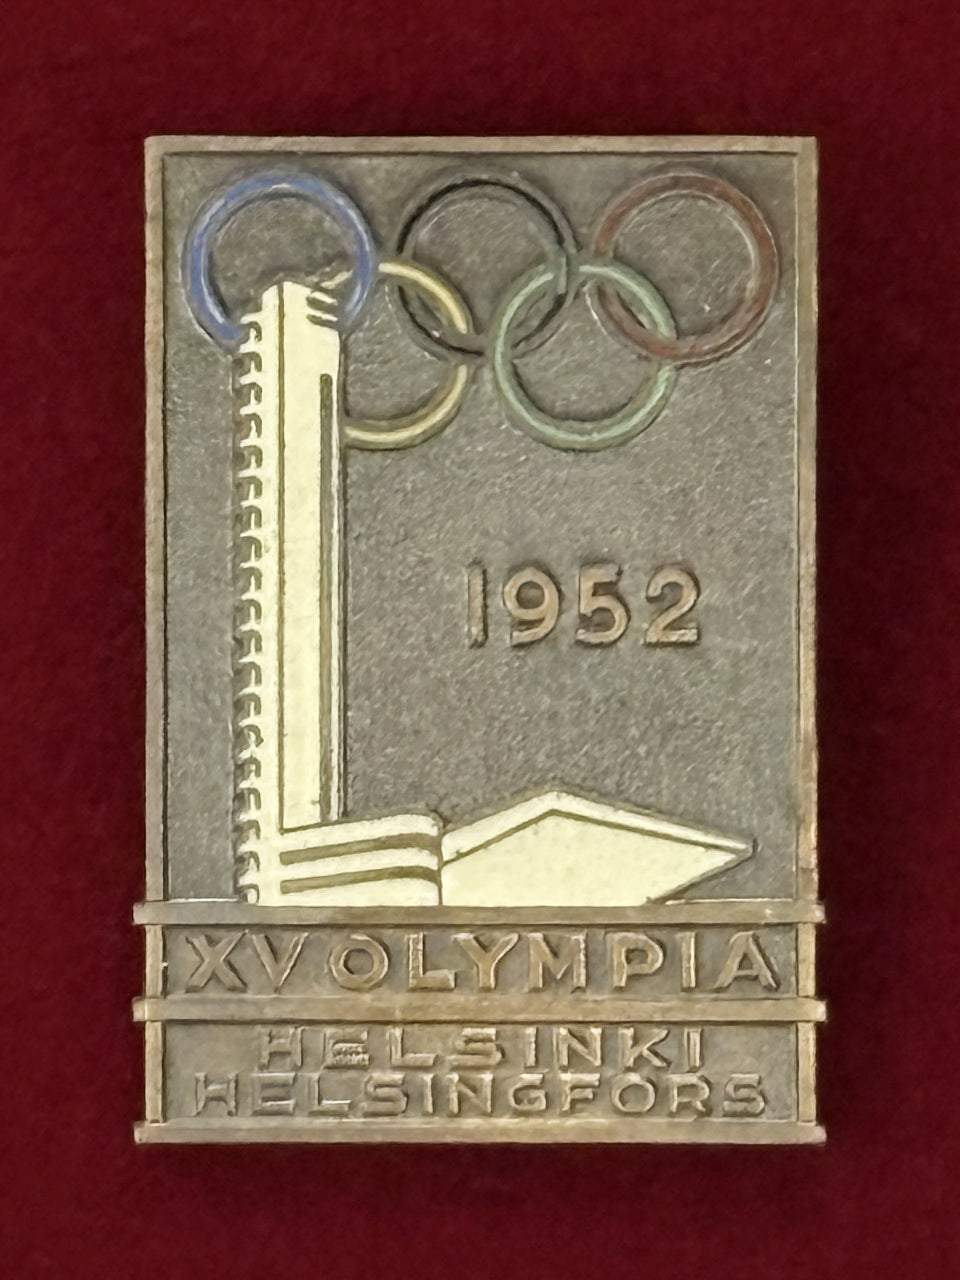 1952
XV OLYMPIA
HELSINKI
HELSINGFORS